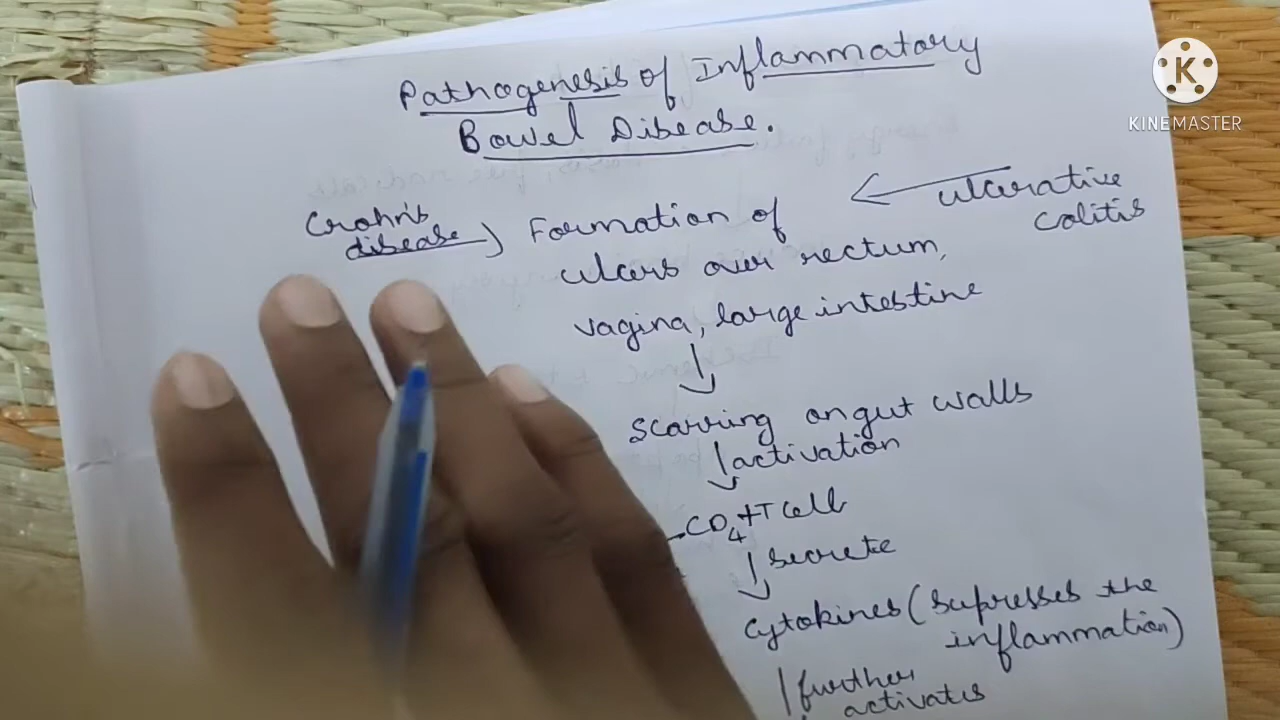 Pathogenesis of Inflammatory
Bowel Disease.
Crohn's
disease
ulcerative
colitis
Formation of
ulcers over rectum,
vagina, large intestine
scarring on gut walls
activation
CD4+T cell
secrete
cytokines (supresses the
inflammation)
further
activates
K
KINEMASTER